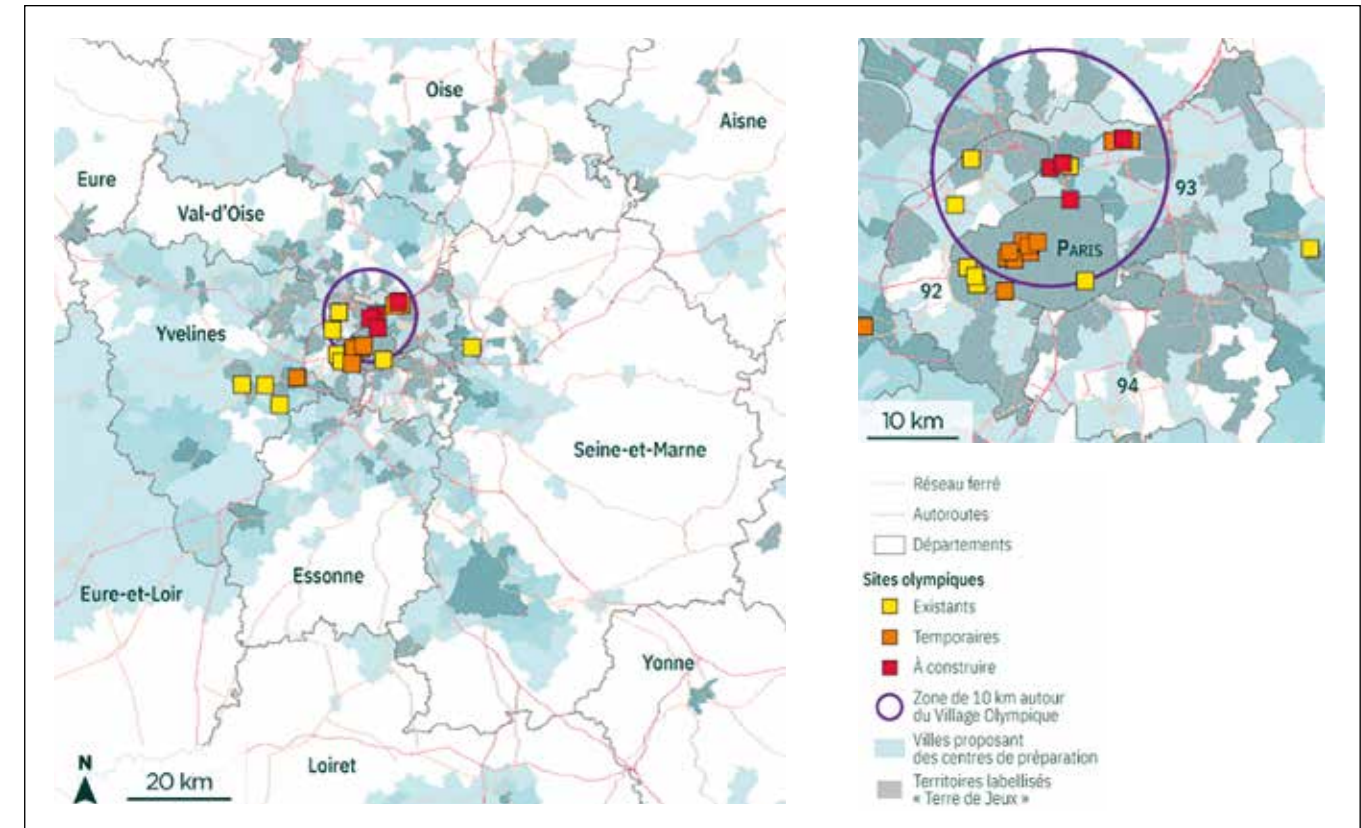 Oise
Aisne
Eure
Val-d'Oise
Yvelines
Seine-et-Marne
Essonne
Eure-et-Loir
Yonne
Loiret
N
20 km
93
PARIS
92
94
10 km
Réseau ferré
Autoroutes
Départements
Sites olympiques
Existants
Temporaires
À construire
Zone de 10 km autour
du Village Olympique
Villes proposant
des centres de préparation
Territoires labellisés
« Terre de Jeux »